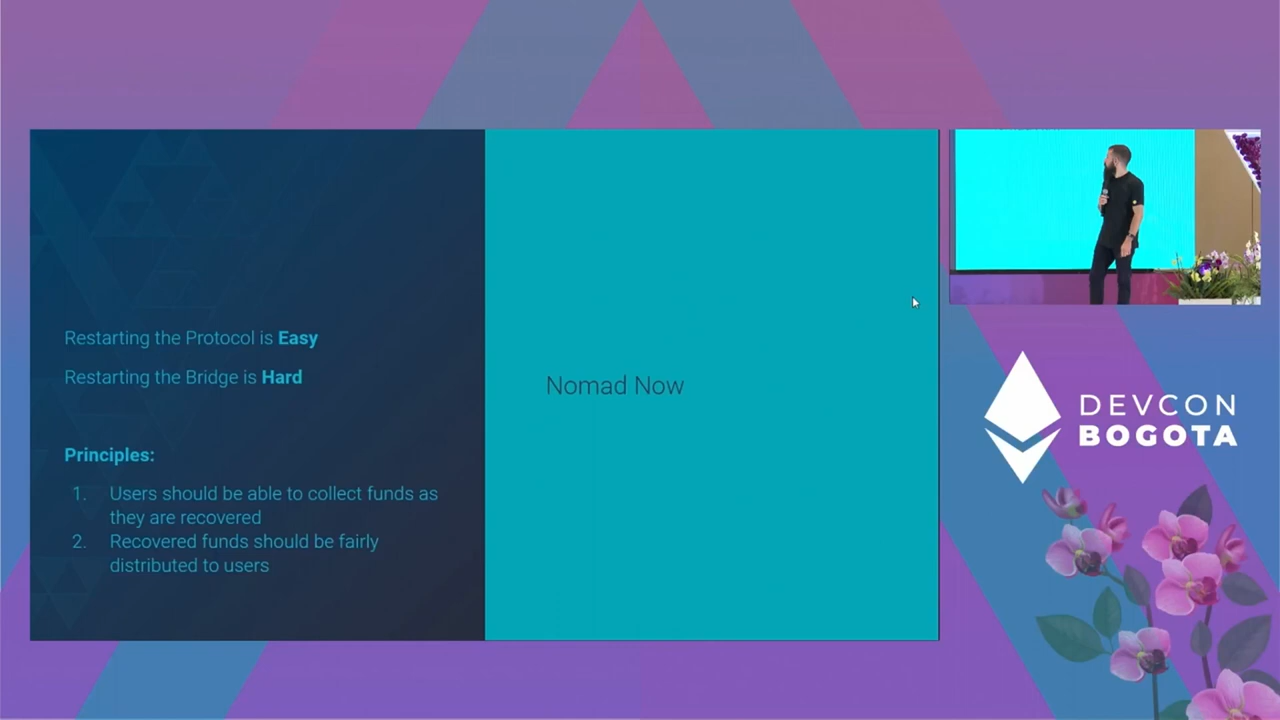 Restarting the Protocol is Easy
Restarting the Bridge is Hard
Principles:
1. Users should be able to collect funds as
they are recovered
2. Recovered funds should be fairly
distributed to users
Nomad Now
DEVCON
BOGOTA